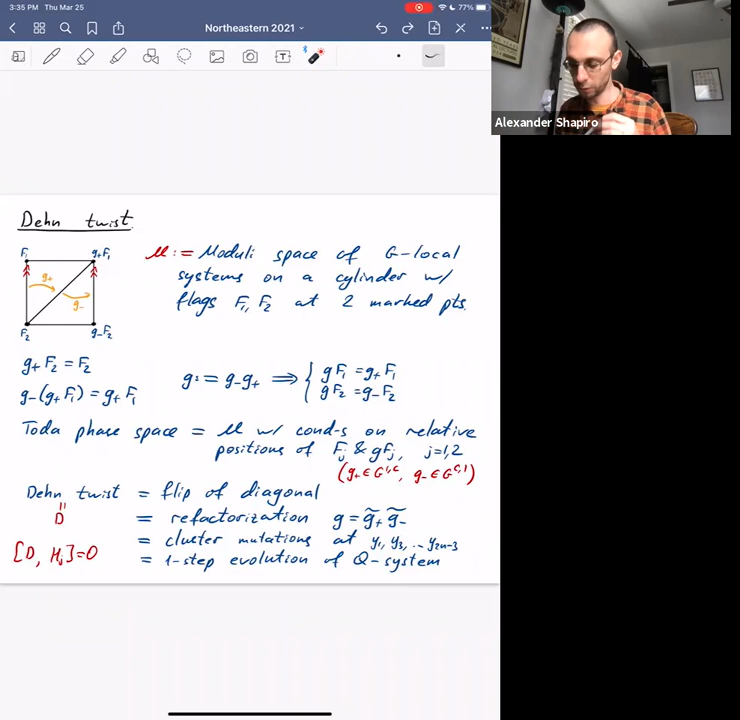 3:35 PM Thu Mar 25
77%
Northeastern 2021
Alexander Shapiro
Dehn twist.
F₁ g₊F₁
g₊
g₋
F₂ g₋F₂
μ := Moduli space of G-local
systems on a cylinder w/
flags F₁, F₂ at 2 marked pts.
g₊ F₂ = F₂
g₋(g₊ F₁) = g₊ F₁
g := g₋g₊ ⟹ { gF₁ = g₊F₁
gF₂ = g₋F₂
Toda phase space = μ w/ cond-s on relative
positions of Fⱼ & gFⱼ, j=1,2
Dehn twist = flip of diagonal
D = refactorization g = g̃₊ g̃₋
= cluster mutations at y₁, y₃, ... y₂ₙ₋₃
[D, Hⱼ] = 0
= 1-step evolution of Q-system